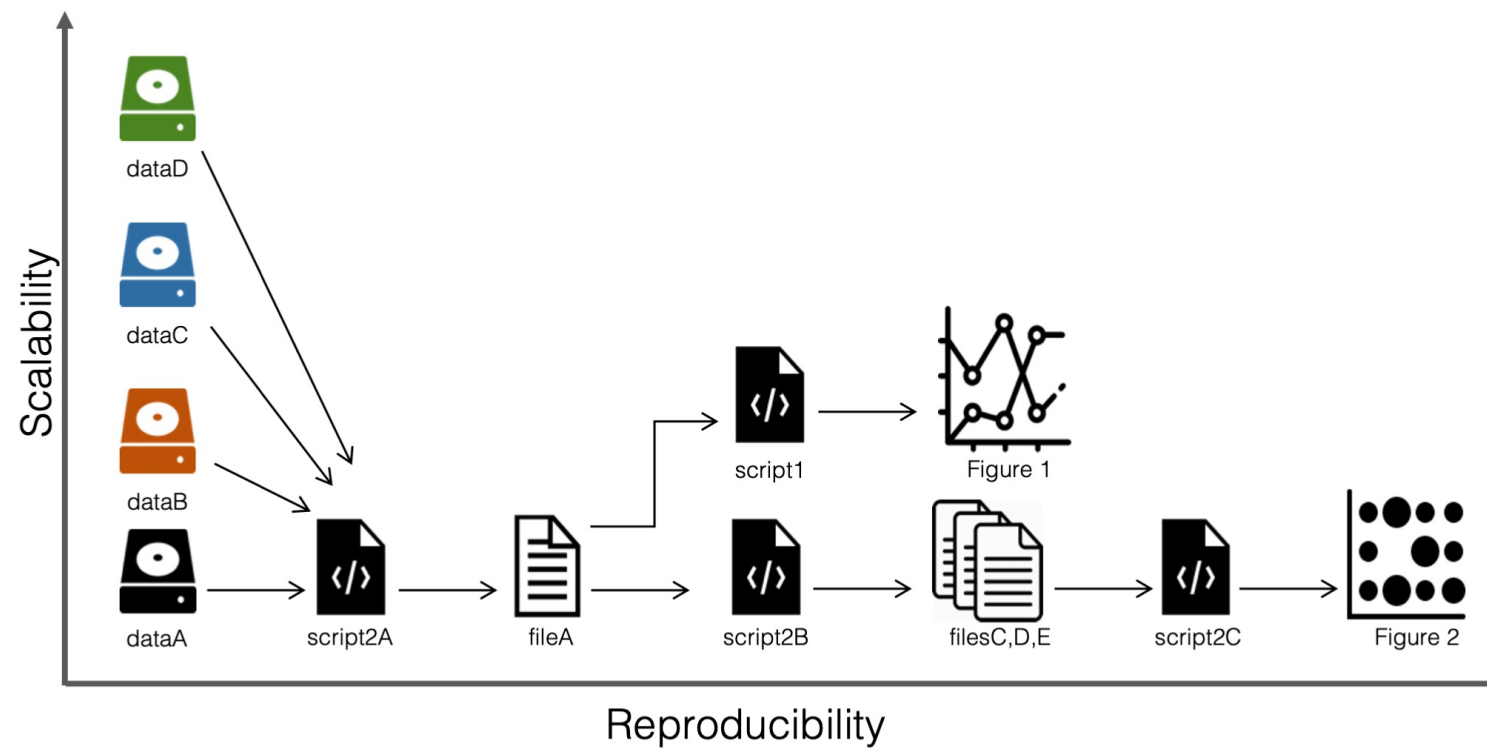 Scalability
dataD
dataC
dataB
dataA
</>
script2A
fileA
</>
script1
Figure 1
</>
script2B
filesC,D,E
</>
script2C
Figure 2
Reproducibility